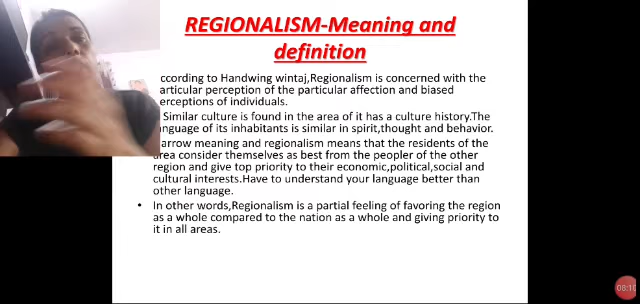 REGIONALISM-Meaning and
definition
ccording to Handwing wintaj,Regionalism is concerned with the
articular perception of the particular affection and biased
erceptions of individuals.
Similar culture is found in the area of it has a culture history.The
anguage of its inhabitants is similar in spirit,thought and behavior.
arrow meaning and regionalism means that the residents of the
area consider themselves as best from the peopler of the other
region and give top priority to their economic,political,social and
cultural interests.Have to understand your language better than
other language.
• In other words,Regionalism is a partial feeling of favoring the region
as a whole compared to the nation as a whole and giving priority to
it in all areas.
08:10